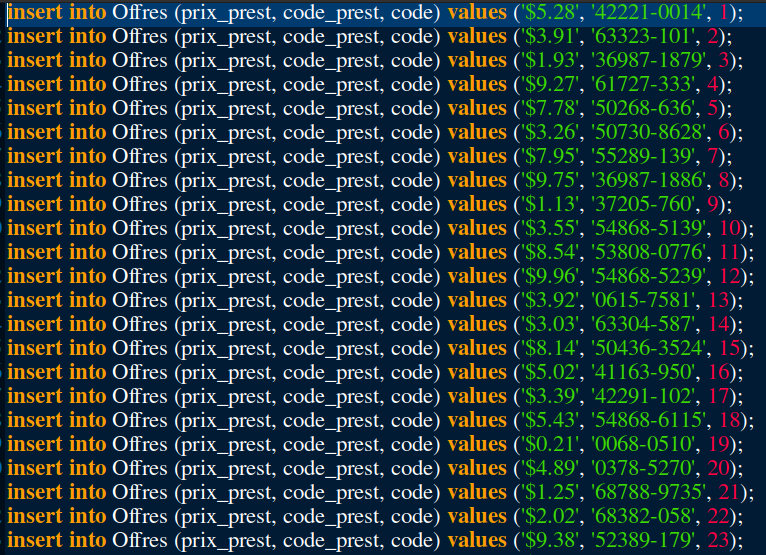 insert into Offres (prix_prest, code_prest, code) values ('$5.28', '42221-0014', 1);
insert into Offres (prix_prest, code_prest, code) values ('$3.91', '63323-101', 2);
insert into Offres (prix_prest, code_prest, code) values ('$1.93', '36987-1879', 3);
insert into Offres (prix_prest, code_prest, code) values ('$9.27', '61727-333', 4);
insert into Offres (prix_prest, code_prest, code) values ('$7.78', '50268-636', 5);
insert into Offres (prix_prest, code_prest, code) values ('$3.26', '50730-8628', 6);
insert into Offres (prix_prest, code_prest, code) values ('$7.95', '55289-139', 7);
insert into Offres (prix_prest, code_prest, code) values ('$9.75', '36987-1886', 8);
insert into Offres (prix_prest, code_prest, code) values ('$1.13', '37205-760', 9);
insert into Offres (prix_prest, code_prest, code) values ('$3.55', '54868-5139', 10);
insert into Offres (prix_prest, code_prest, code) values ('$8.54', '53808-0776', 11);
insert into Offres (prix_prest, code_prest, code) values ('$9.96', '54868-5239', 12);
insert into Offres (prix_prest, code_prest, code) values ('$3.92', '0615-7581', 13);
insert into Offres (prix_prest, code_prest, code) values ('$3.03', '63304-587', 14);
insert into Offres (prix_prest, code_prest, code) values ('$8.14', '50436-3524', 15);
insert into Offres (prix_prest, code_prest, code) values ('$5.02', '41163-950', 16);
insert into Offres (prix_prest, code_prest, code) values ('$3.39', '42291-102', 17);
insert into Offres (prix_prest, code_prest, code) values ('$5.43', '54868-6115', 18);
insert into Offres (prix_prest, code_prest, code) values ('$0.21', '0068-0510', 19);
insert into Offres (prix_prest, code_prest, code) values ('$4.89', '0378-5270', 20);
insert into Offres (prix_prest, code_prest, code) values ('$1.25', '68788-9735', 21);
insert into Offres (prix_prest, code_prest, code) values ('$2.02', '68382-058', 22);
insert into Offres (prix_prest, code_prest, code) values ('$9.38', '52389-179', 23);